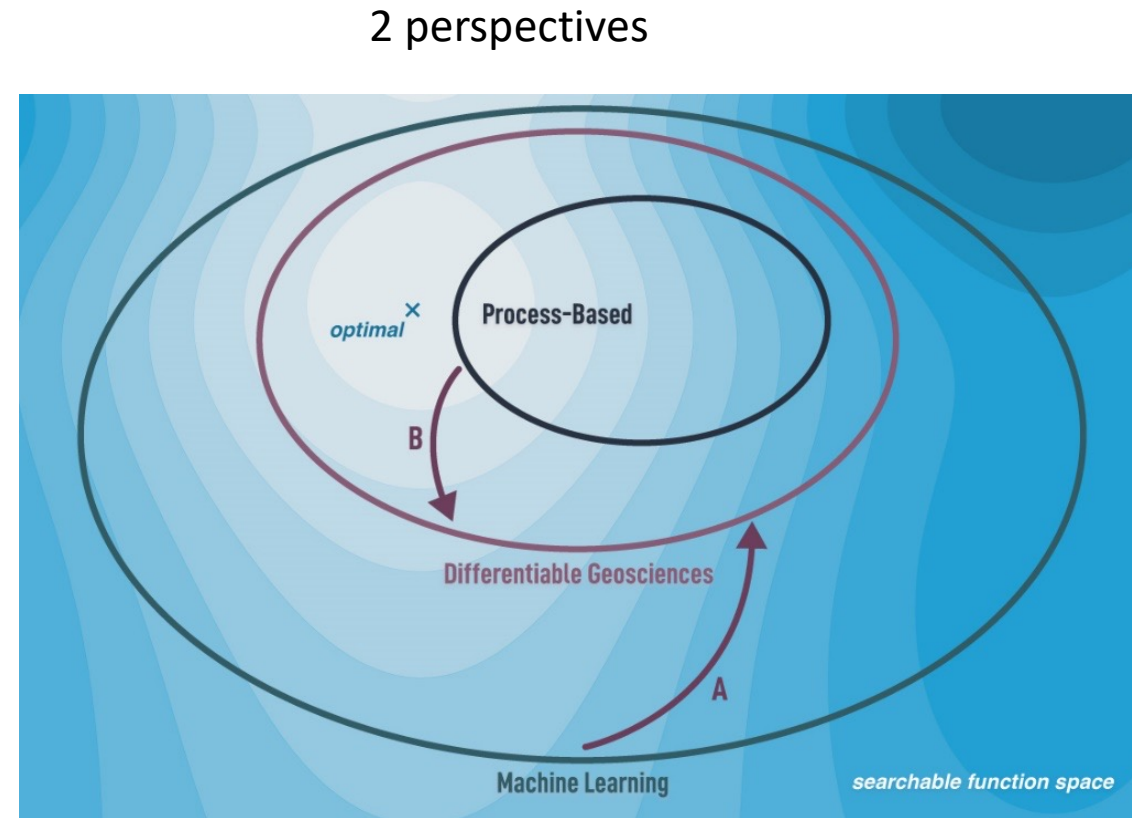 2 perspectives
optimal
×
Process-Based
B
Differentiable Geosciences
A
Machine Learning
searchable function space